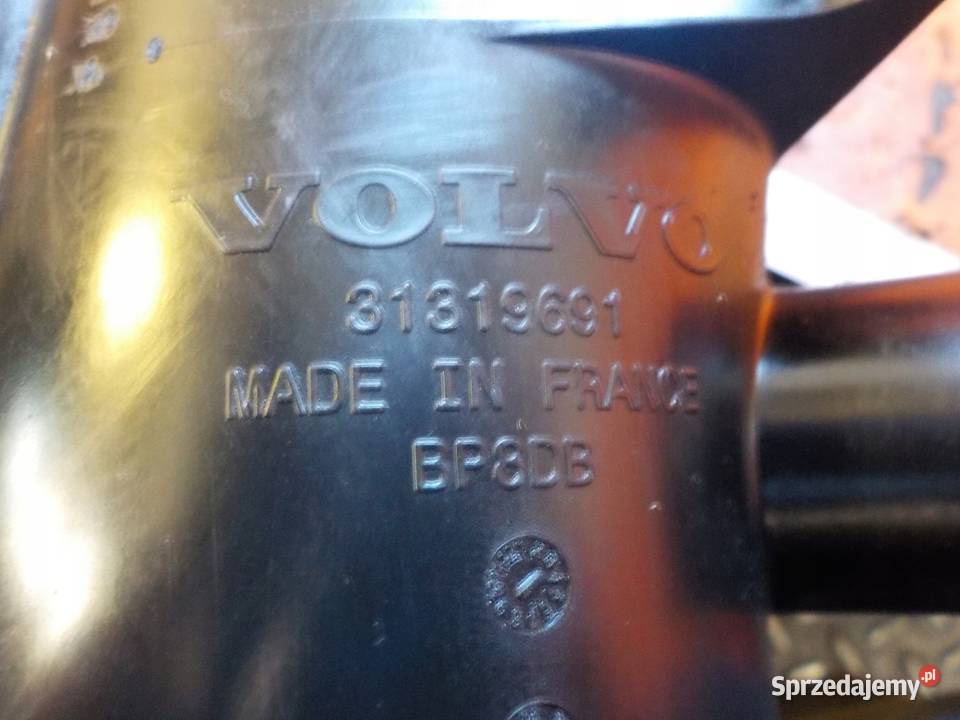 VOLVO
31319691
MADE IN FRANCE
BP8DB
Sprzedajemy.pl